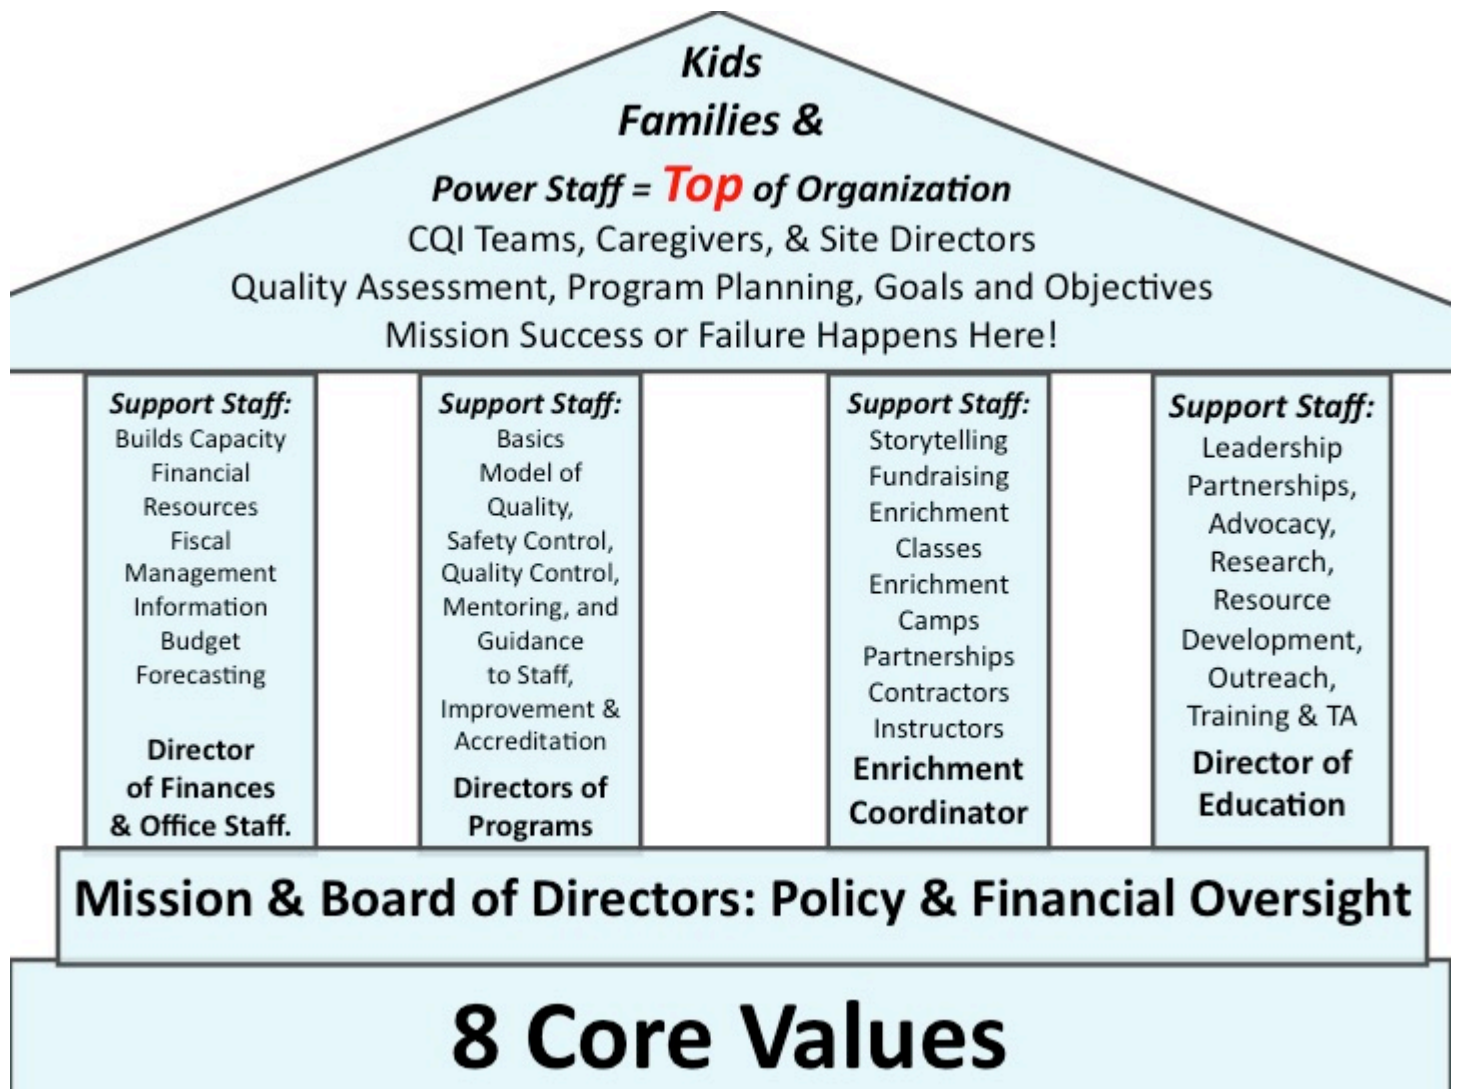 Kids
Families &
Power Staff = Top of Organization
CQI Teams, Caregivers, & Site Directors
Quality Assessment, Program Planning, Goals and Objectives
Mission Success or Failure Happens Here!
Support Staff:
Builds Capacity
Financial
Resources
Fiscal
Management
Information
Budget
Forecasting
Director
of Finances
& Office Staff.
Support Staff:
Basics
Model of
Quality,
Safety Control,
Quality Control,
Mentoring, and
Guidance
to Staff,
Improvement &
Accreditation
Directors of
Programs
Support Staff:
Storytelling
Fundraising
Enrichment
Classes
Enrichment
Camps
Partnerships
Contractors
Instructors
Enrichment
Coordinator
Support Staff:
Leadership
Partnerships,
Advocacy,
Research,
Resource
Development,
Outreach,
Training & TA
Director of
Education
Mission & Board of Directors: Policy & Financial Oversight
8 Core Values